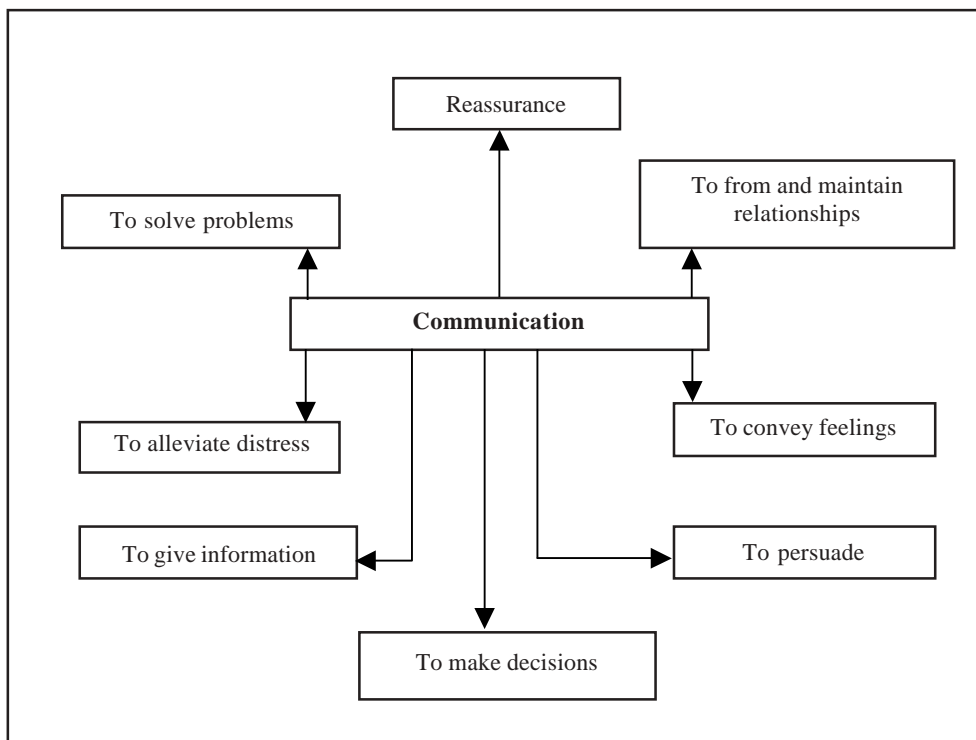 Reassurance
To from and maintain
relationships
To solve problems
Communication
To alleviate distress
To convey feelings
To give information
To persuade
To make decisions